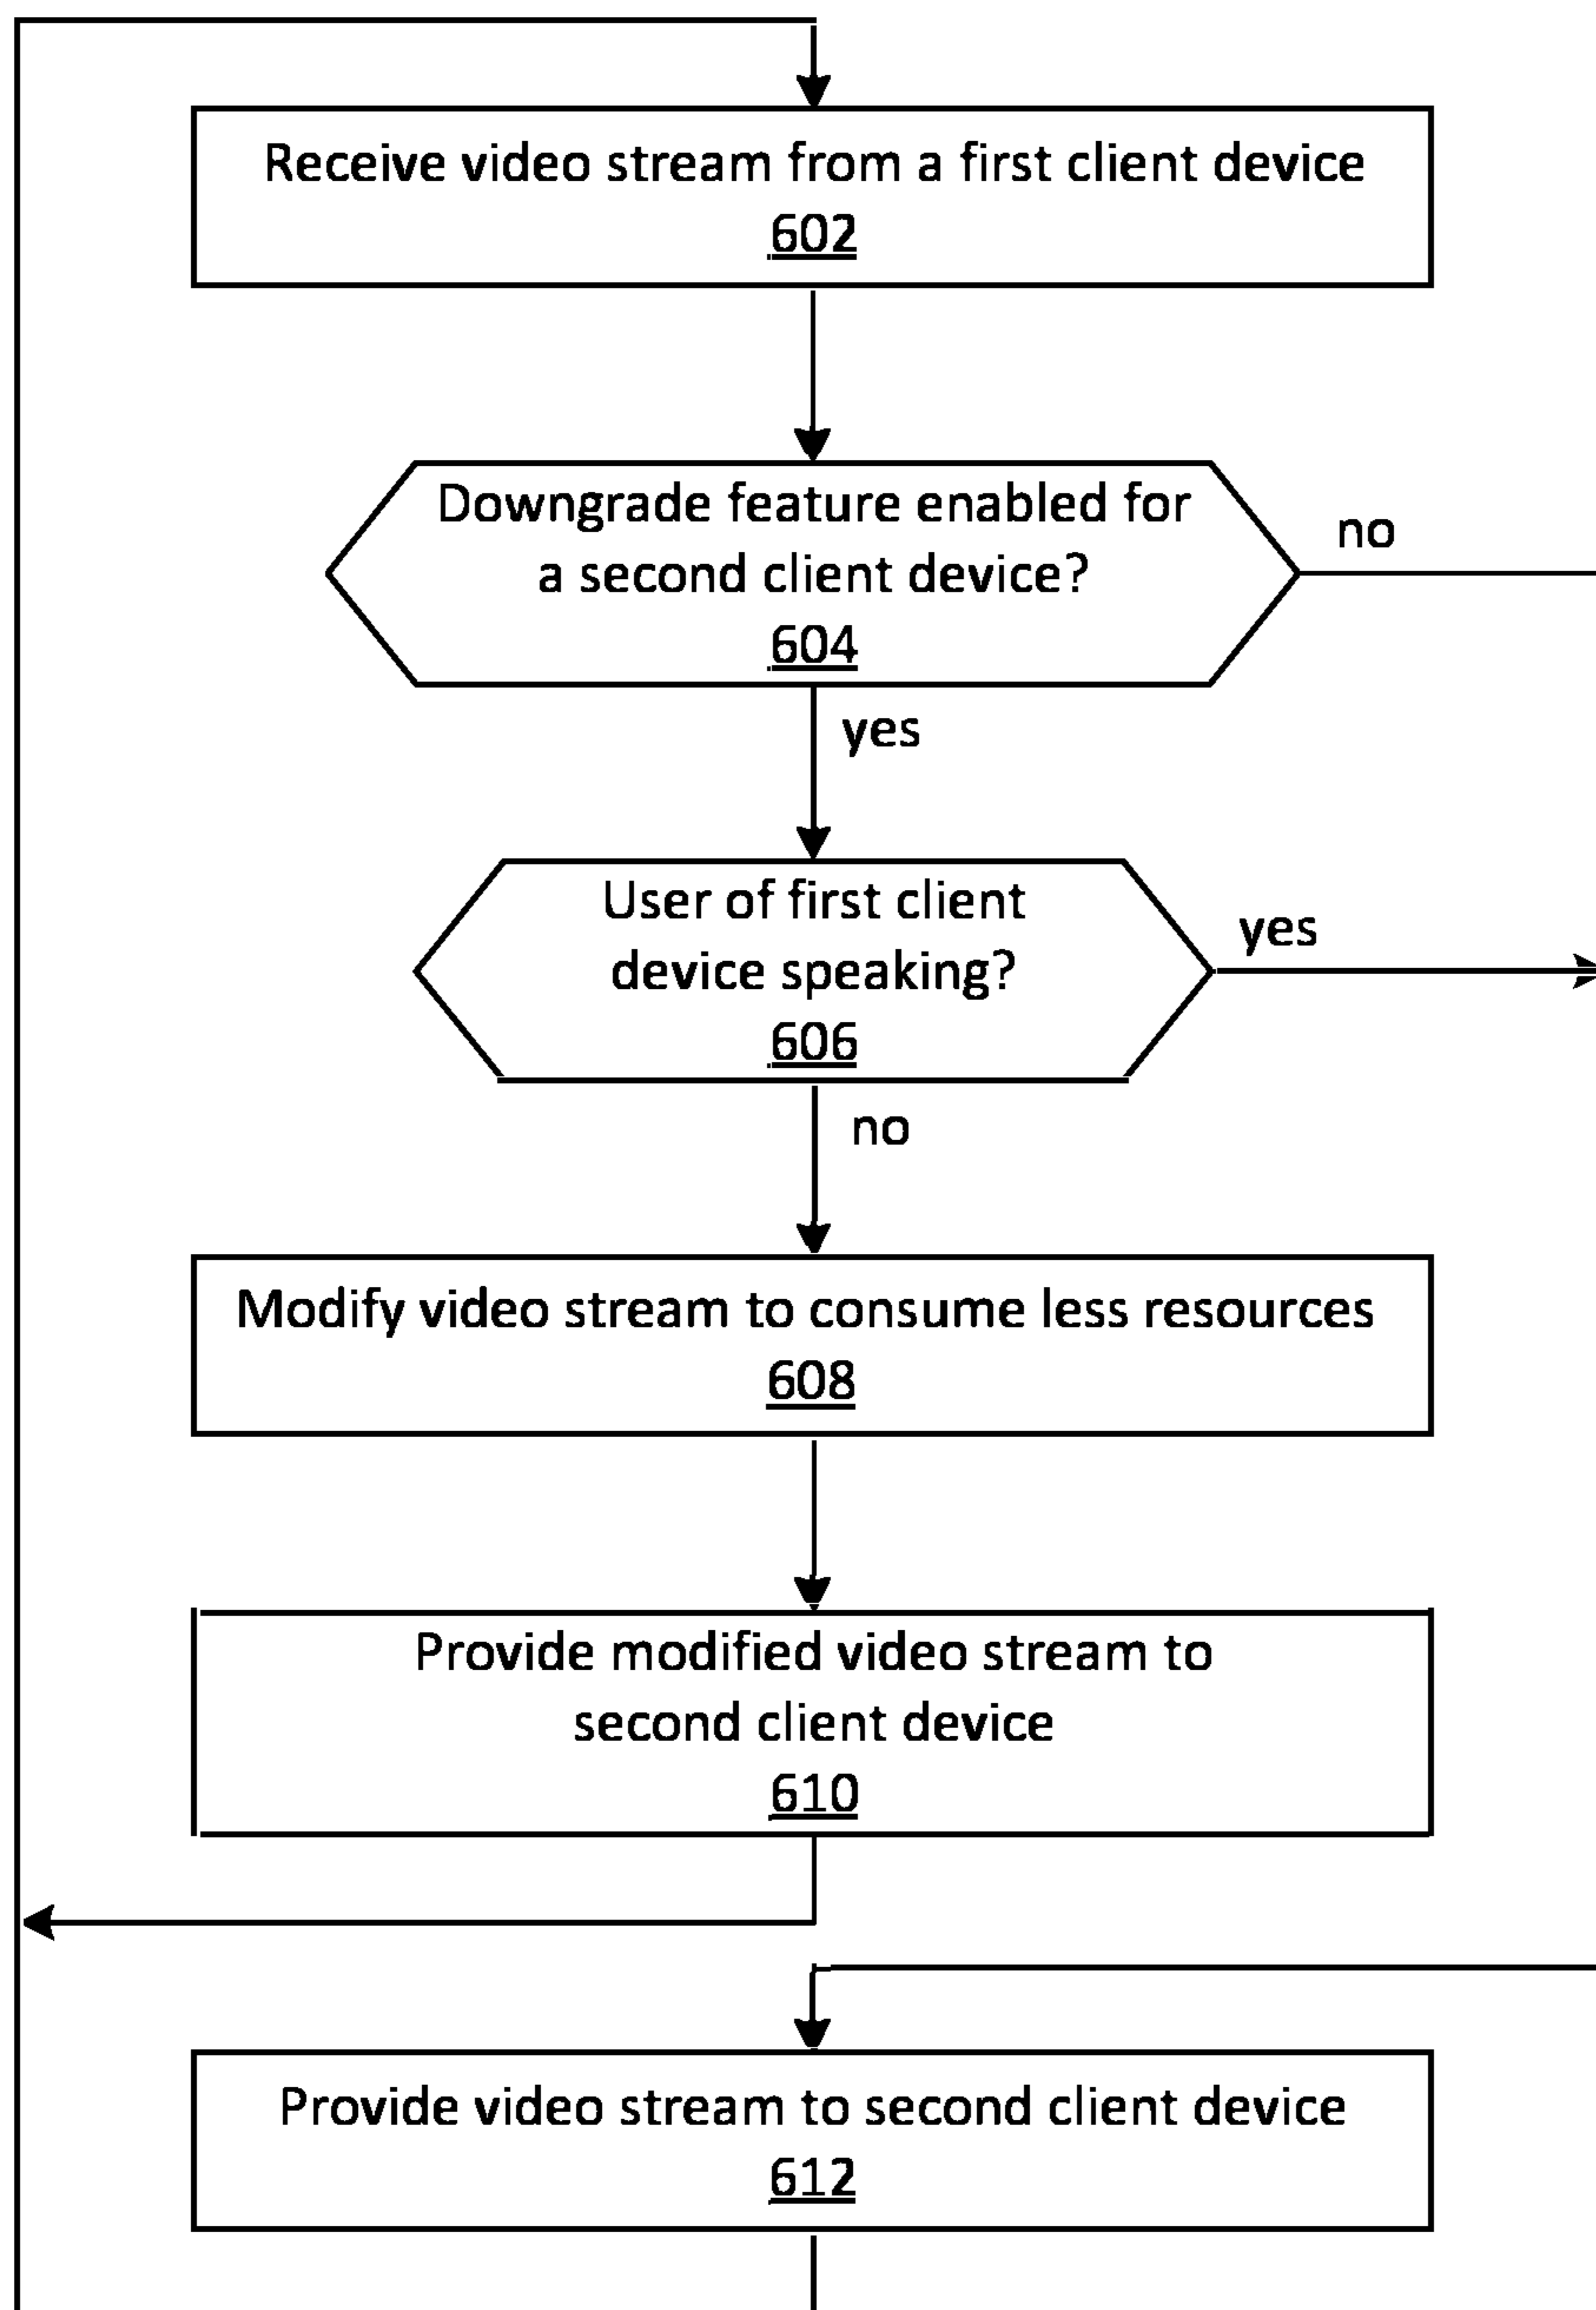 Receive video stream from a first client device
602
Downgrade feature enabled for
a second client device?
604
no
yes
User of first client
device speaking?
606
yes
no
Modify video stream to consume less resources
608
Provide modified video stream to
second client device
610
Provide video stream to second client device
612